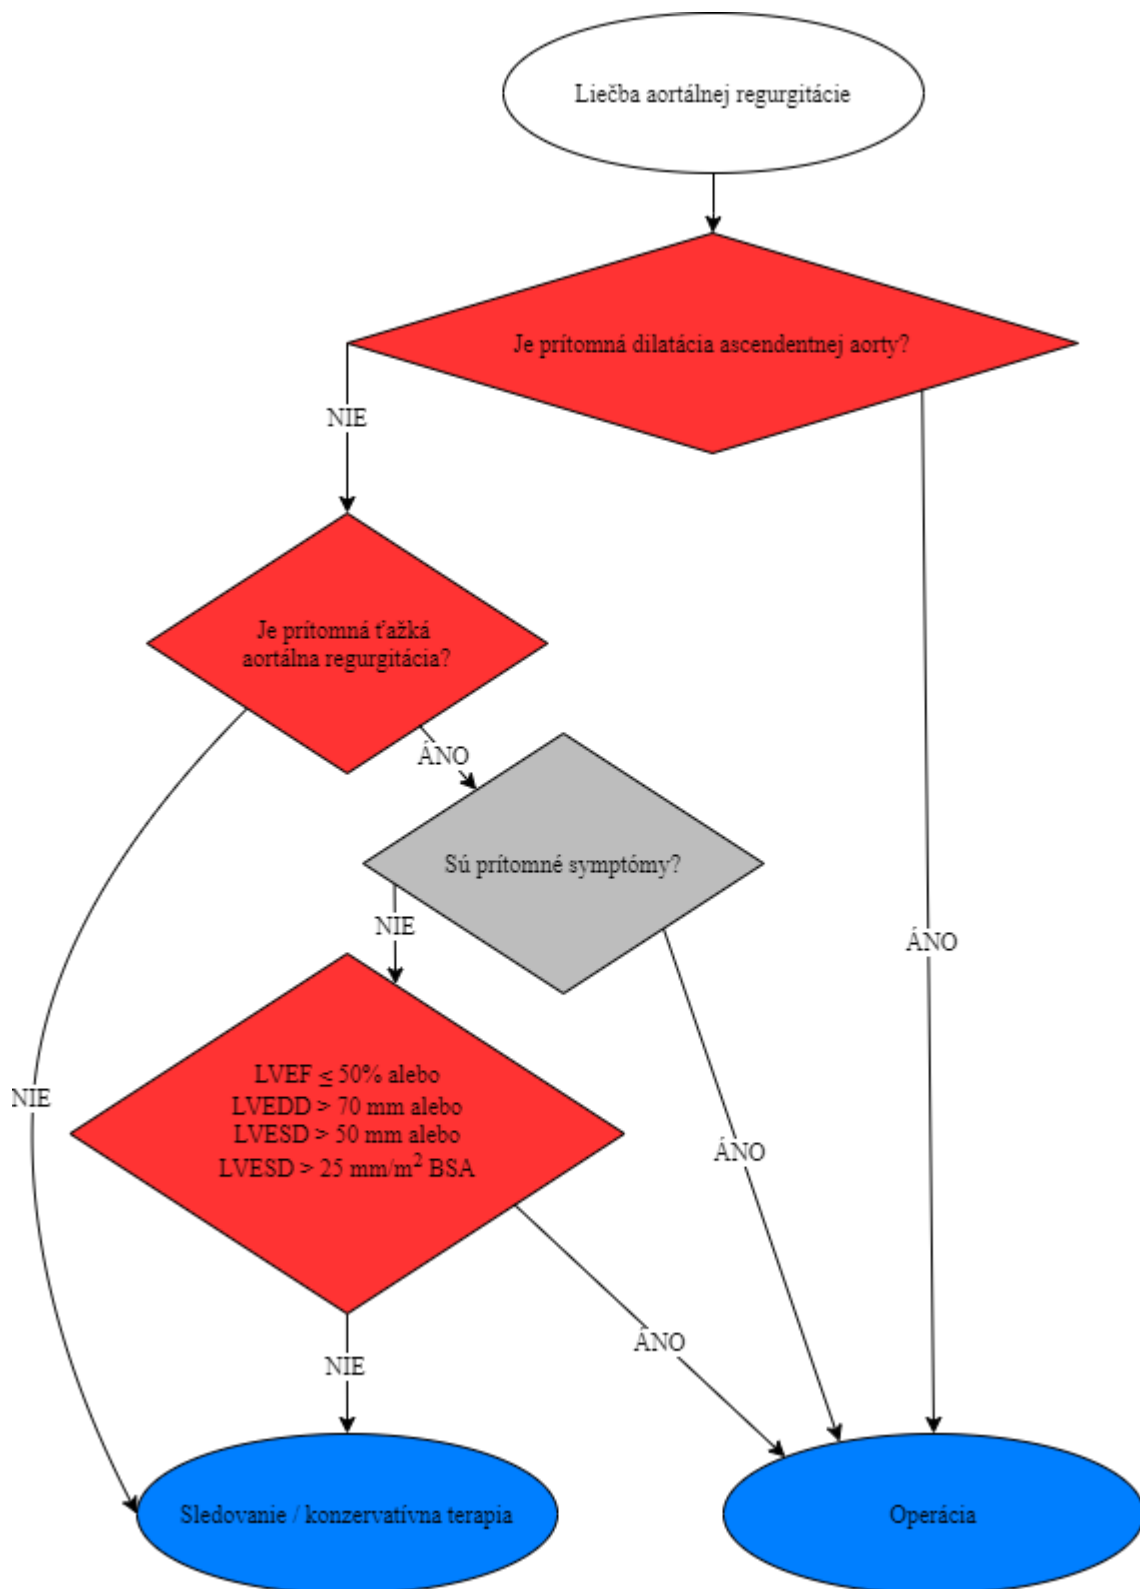 Liečba aortálnej regurgitácie
Je prítomná dilatácia ascendentnej aorty?
NIE
Je prítomná ťažká
aortálna regurgitácia?
ÁNO
Sú prítomné symptómy?
NIE
ÁNO
LVEF ≤ 50% alebo
LVEDD > 70 mm alebo
LVESD > 50 mm alebo
LVESD > 25 mm/m² BSA
NIE
ÁNO
ÁNO
NIE
Sledovanie / konzervatívna terapia
Operácia